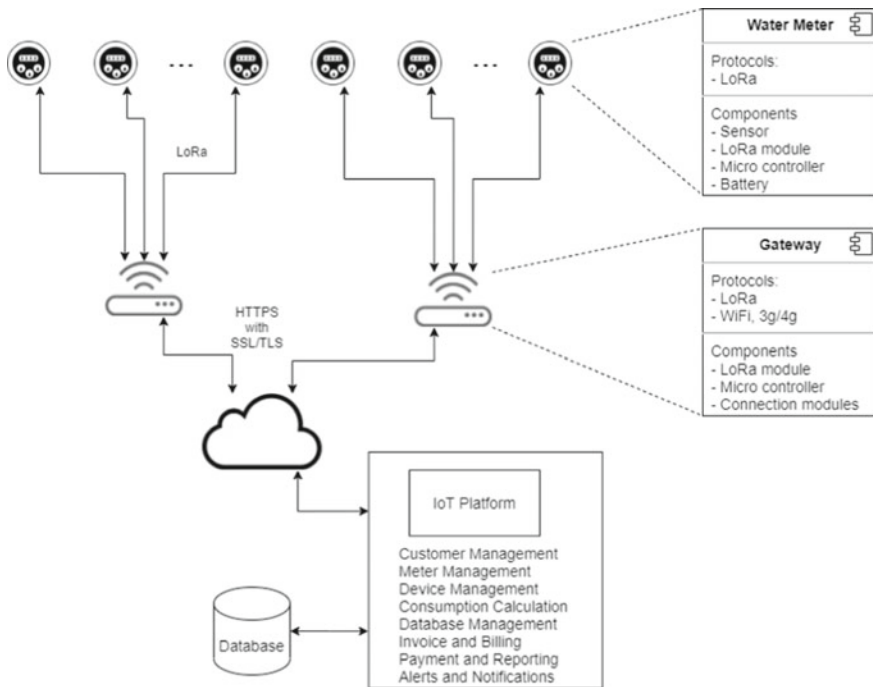 Water Meter
Protocols:
- LoRa
Components
- Sensor
- LoRa module
- Micro controller
- Battery
LoRa
Gateway
Protocols:
- LoRa
- WiFi, 3g/4g
Components
- LoRa module
- Micro controller
- Connection modules
HTTPS
with
SSL/TLS
IoT Platform
Customer Management
Meter Management
Device Management
Consumption Calculation
Database Management
Invoice and Billing
Payment and Reporting
Alerts and Notifications
Database